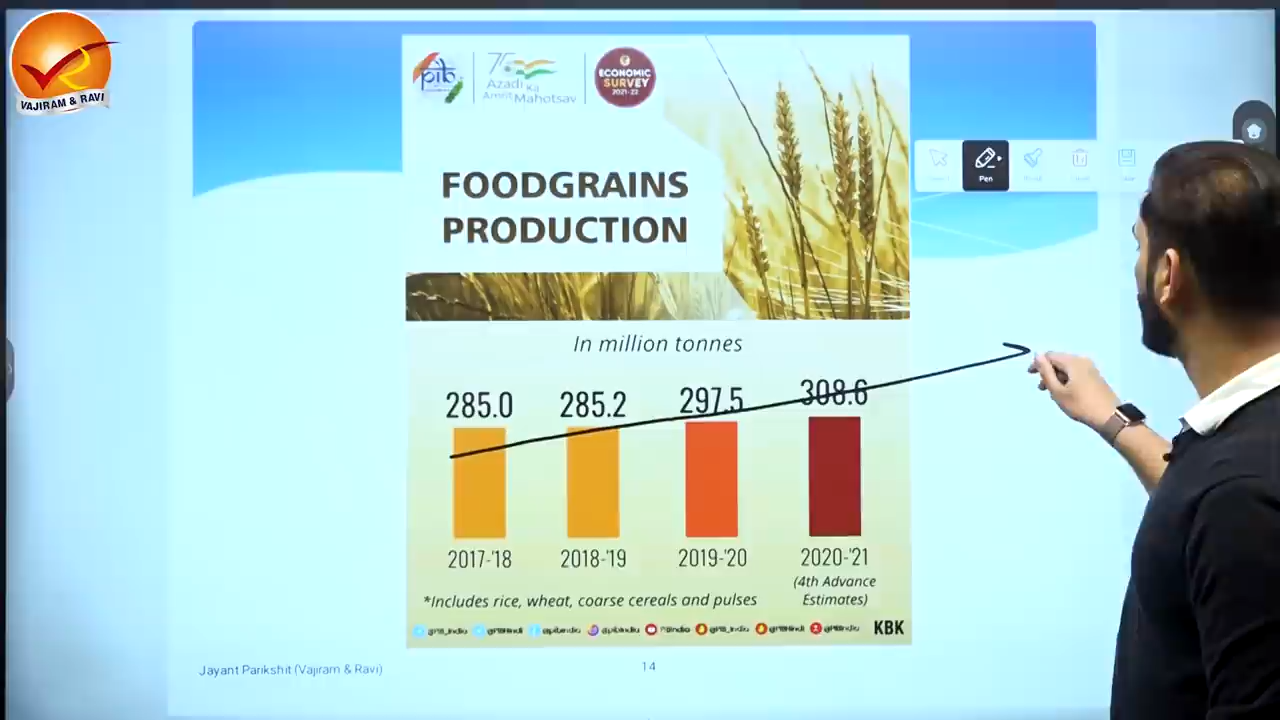 VAJIRAM & RAVI
pib
75
Azadi Ka
Amrit Mahotsav
ECONOMIC
SURVEY
2021-22
FOODGRAINS
PRODUCTION
Pen
In million tonnes
285.0 285.2 297.5 308.6
2017-'18 2018-'19 2019-'20 2020-'21
(4th Advance
Estimates)
*Includes rice, wheat, coarse cereals and pulses
KBK
Jayant Parikshit (Vajiram & Ravi) 14